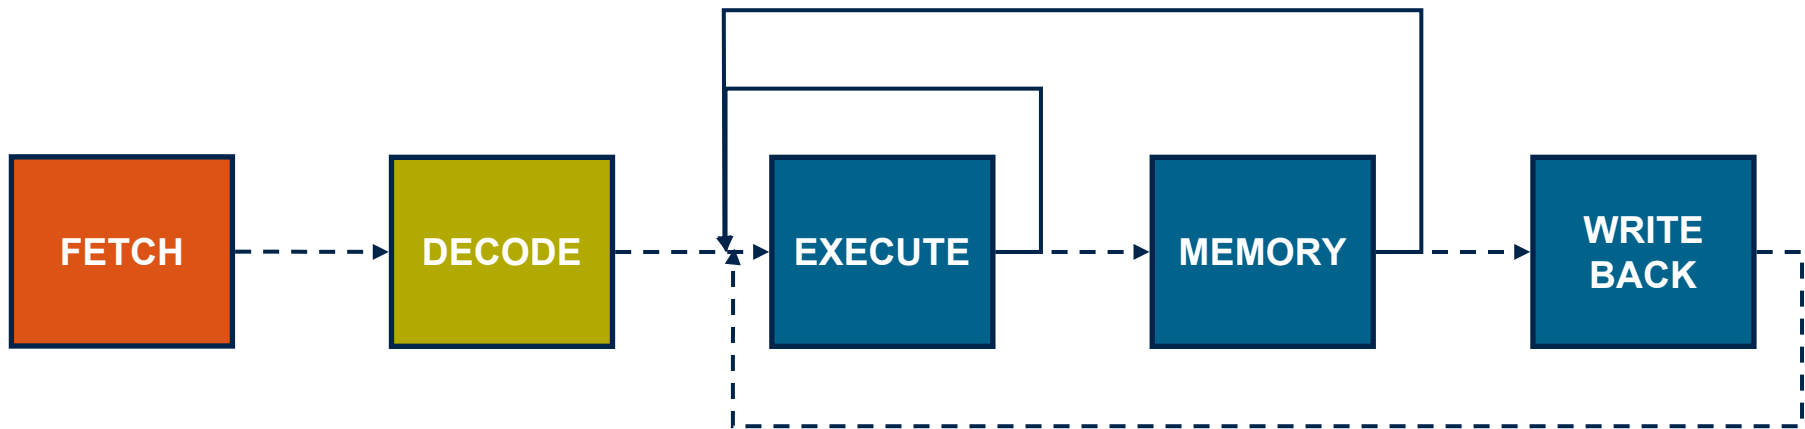 FETCH
DECODE
EXECUTE
MEMORY
WRITE
BACK